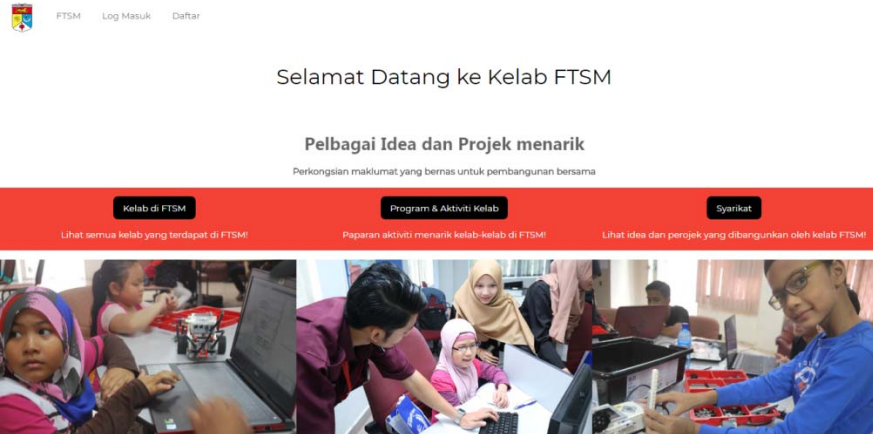 FTSM Log Masuk Daftar
Selamat Datang ke Kelab FTSM
Pelbagai Idea dan Projek menarik
Perkongsian maklumat yang bernas untuk pembangunan bersama
Kelab di FTSM
Lihat semua kelab yang terdapat di FTSM!
Program & Aktiviti Kelab
Paparan aktiviti menarik kelab-kelab di FTSM!
Syarikat
Lihat idea dan perojek yang dibangunkan oleh kelab FTSM!